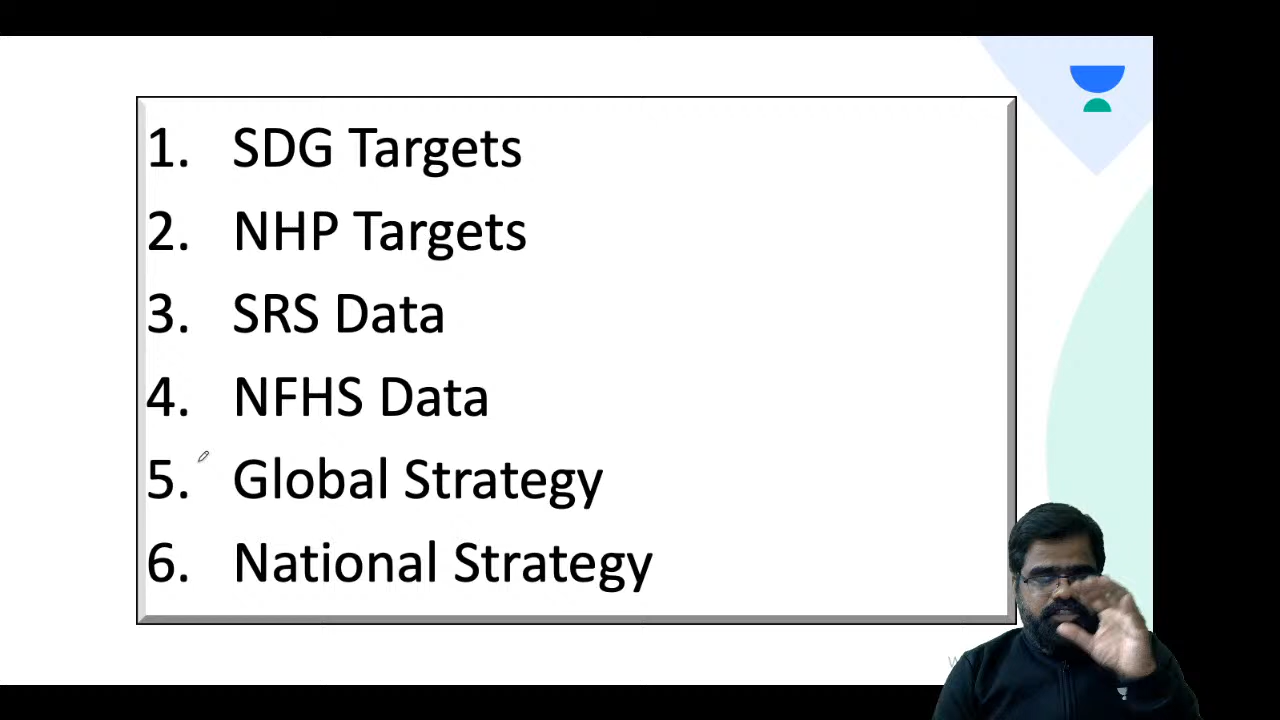 1. SDG Targets
2. NHP Targets
3. SRS Data
4. NFHS Data
5. Global Strategy
6. National Strategy